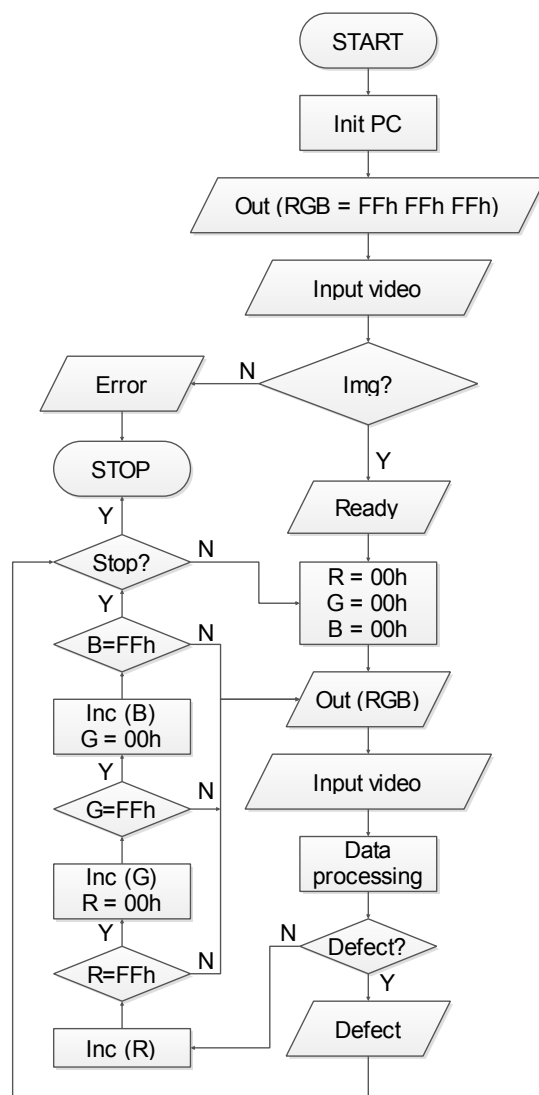 START
Init PC
Out (RGB = FFh FFh FFh)
Input video
Img?
N
Error
STOP
Y
Ready
Y
Stop?
N
R = 00h
G = 00h
B = 00h
Y
B=FFh
N
Out (RGB)
Inc (B)
G = 00h
Y
G=FFh
N
Input video
Data
processing
Inc (G)
R = 00h
Y
R=FFh
N
Defect?
N
Y
Inc (R)
Defect